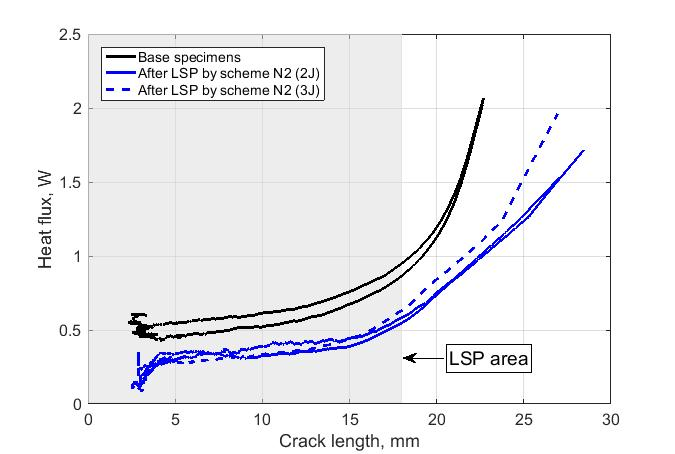 2.5
2
1.5
1
0.5
0
Heat flux, W
Base specimens
After LSP by scheme N2 (2J)
After LSP by scheme N2 (3J)
LSP area
0 5 10 15 20 25 30
Crack length, mm